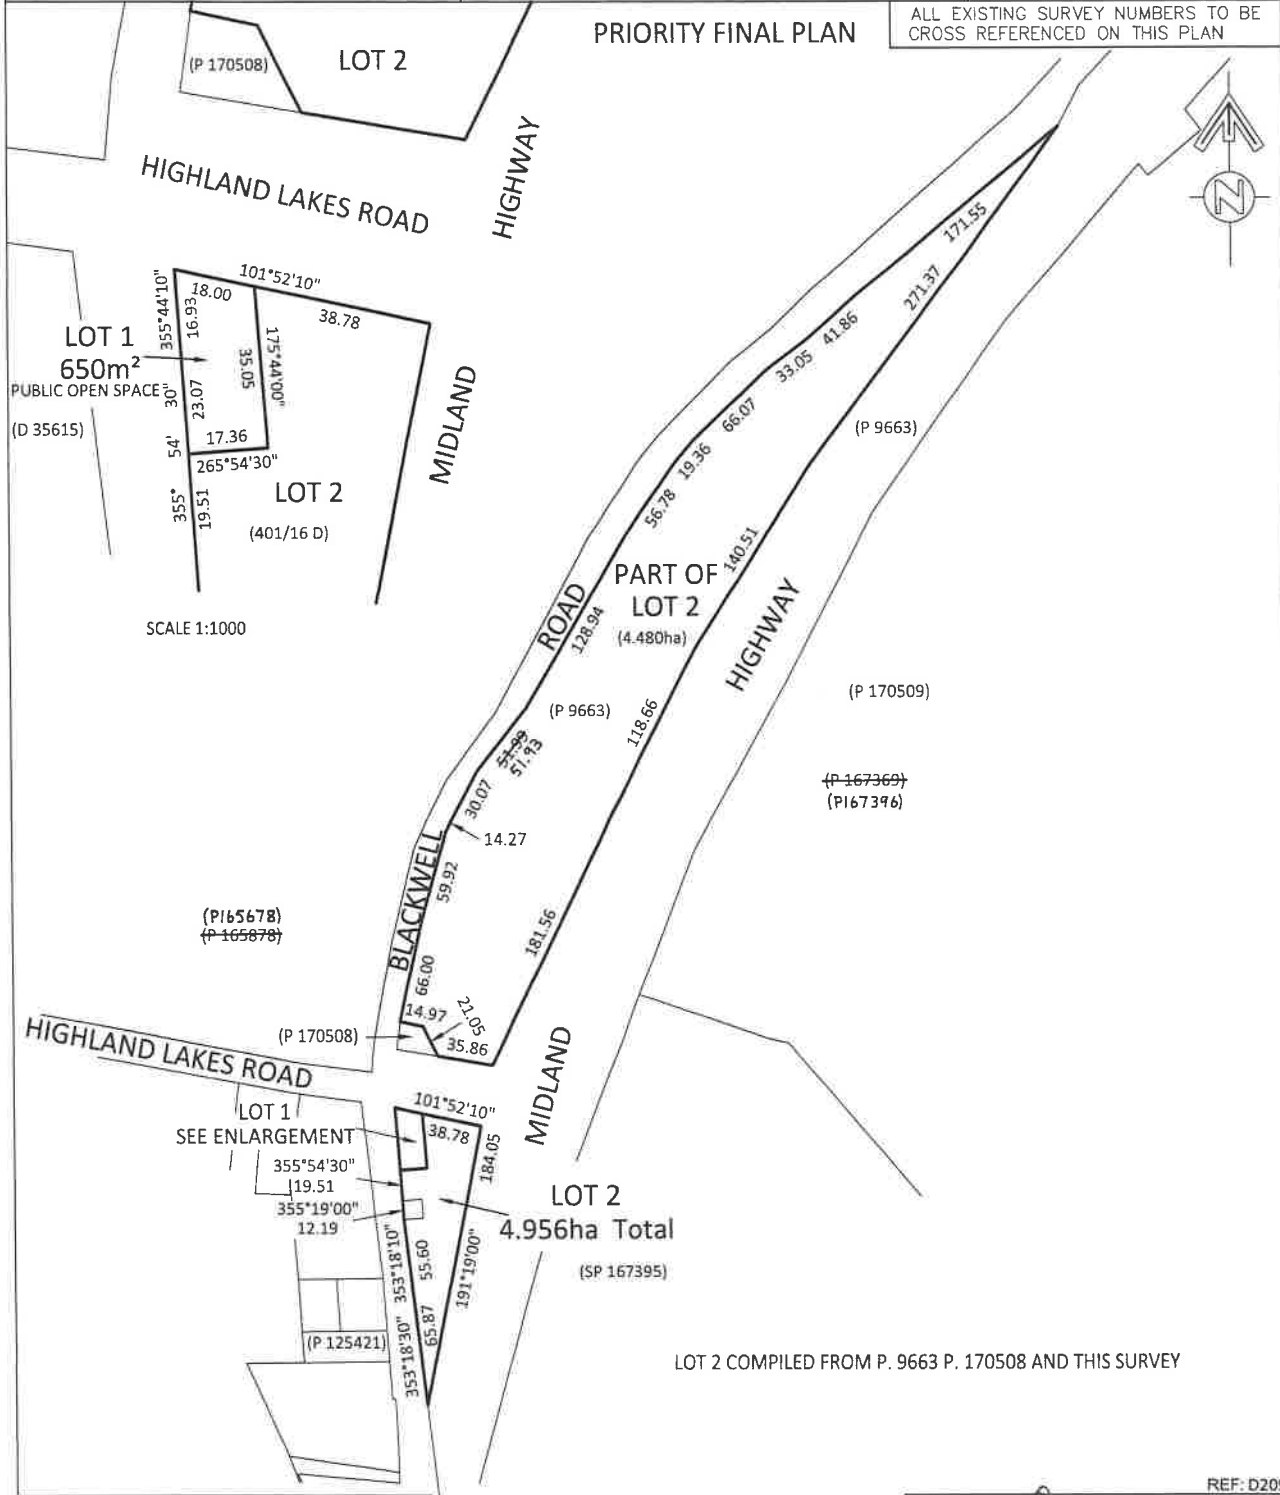 PRIORITY FINAL PLAN
ALL EXISTING SURVEY NUMBERS TO BE
CROSS REFERENCED ON THIS PLAN
(P 170508)
LOT 2
HIGHLAND LAKES ROAD
HIGHWAY
N
355°44'10"
18.00
101°52'10"
38.78
16.93
LOT 1
650m²
PUBLIC OPEN SPACE
(D 35615)
35.05
175°44'00"
23.07
17.36
265°54'30"
355° 54' 30"
19.51
LOT 2
(401/16 D)
MIDLAND
SCALE 1:1000
171.55
271.37
41.86
33.05
66.07
19.36
56.78
(P 9663)
140.51
PART OF
LOT 2
(4.480ha)
ROAD
128.94
HIGHWAY
(P 170509)
(P 9663)
118.66
51.99
51.93
(P 167369)
(P167396)
30.07
14.27
BLACKWELL
59.92
(P165678)
(P 165878)
181.56
66.00
14.97
21.05
35.86
(P 170508)
HIGHLAND LAKES ROAD
MIDLAND
101°52'10"
38.78
LOT 1
SEE ENLARGEMENT
184.05
355°54'30"
19.51
355°19'00"
12.19
LOT 2
4.956ha Total
(SP 167395)
353°18'10"
55.60
191°19'00"
353°18'30"
65.87
(P 125421)
LOT 2 COMPILED FROM P. 9663 P. 170508 AND THIS SURVEY